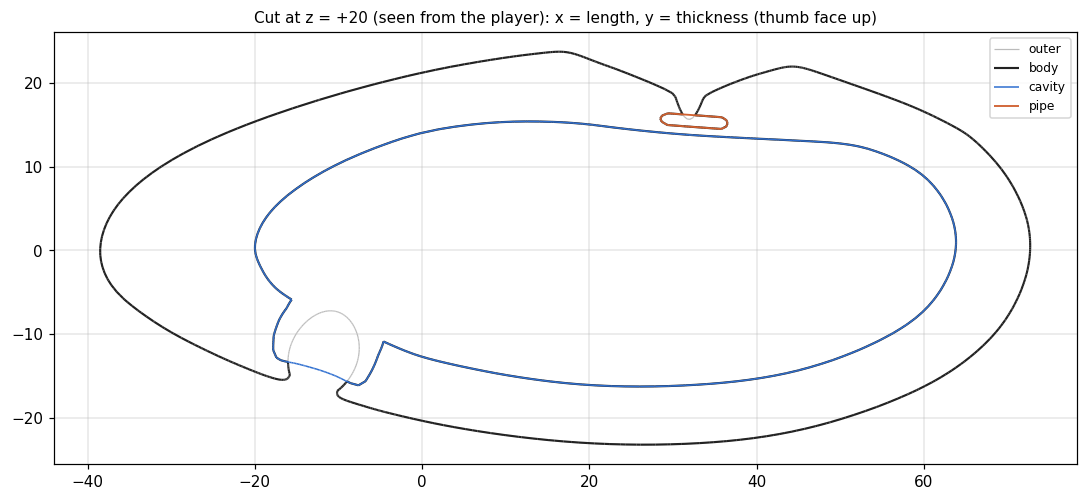 Cut at z = +20 (seen from the player): x = length, y = thickness (thumb face up)
outer
body
cavity
pipe
20
10
0
−10
−20
−40
−20
0
20
40
60